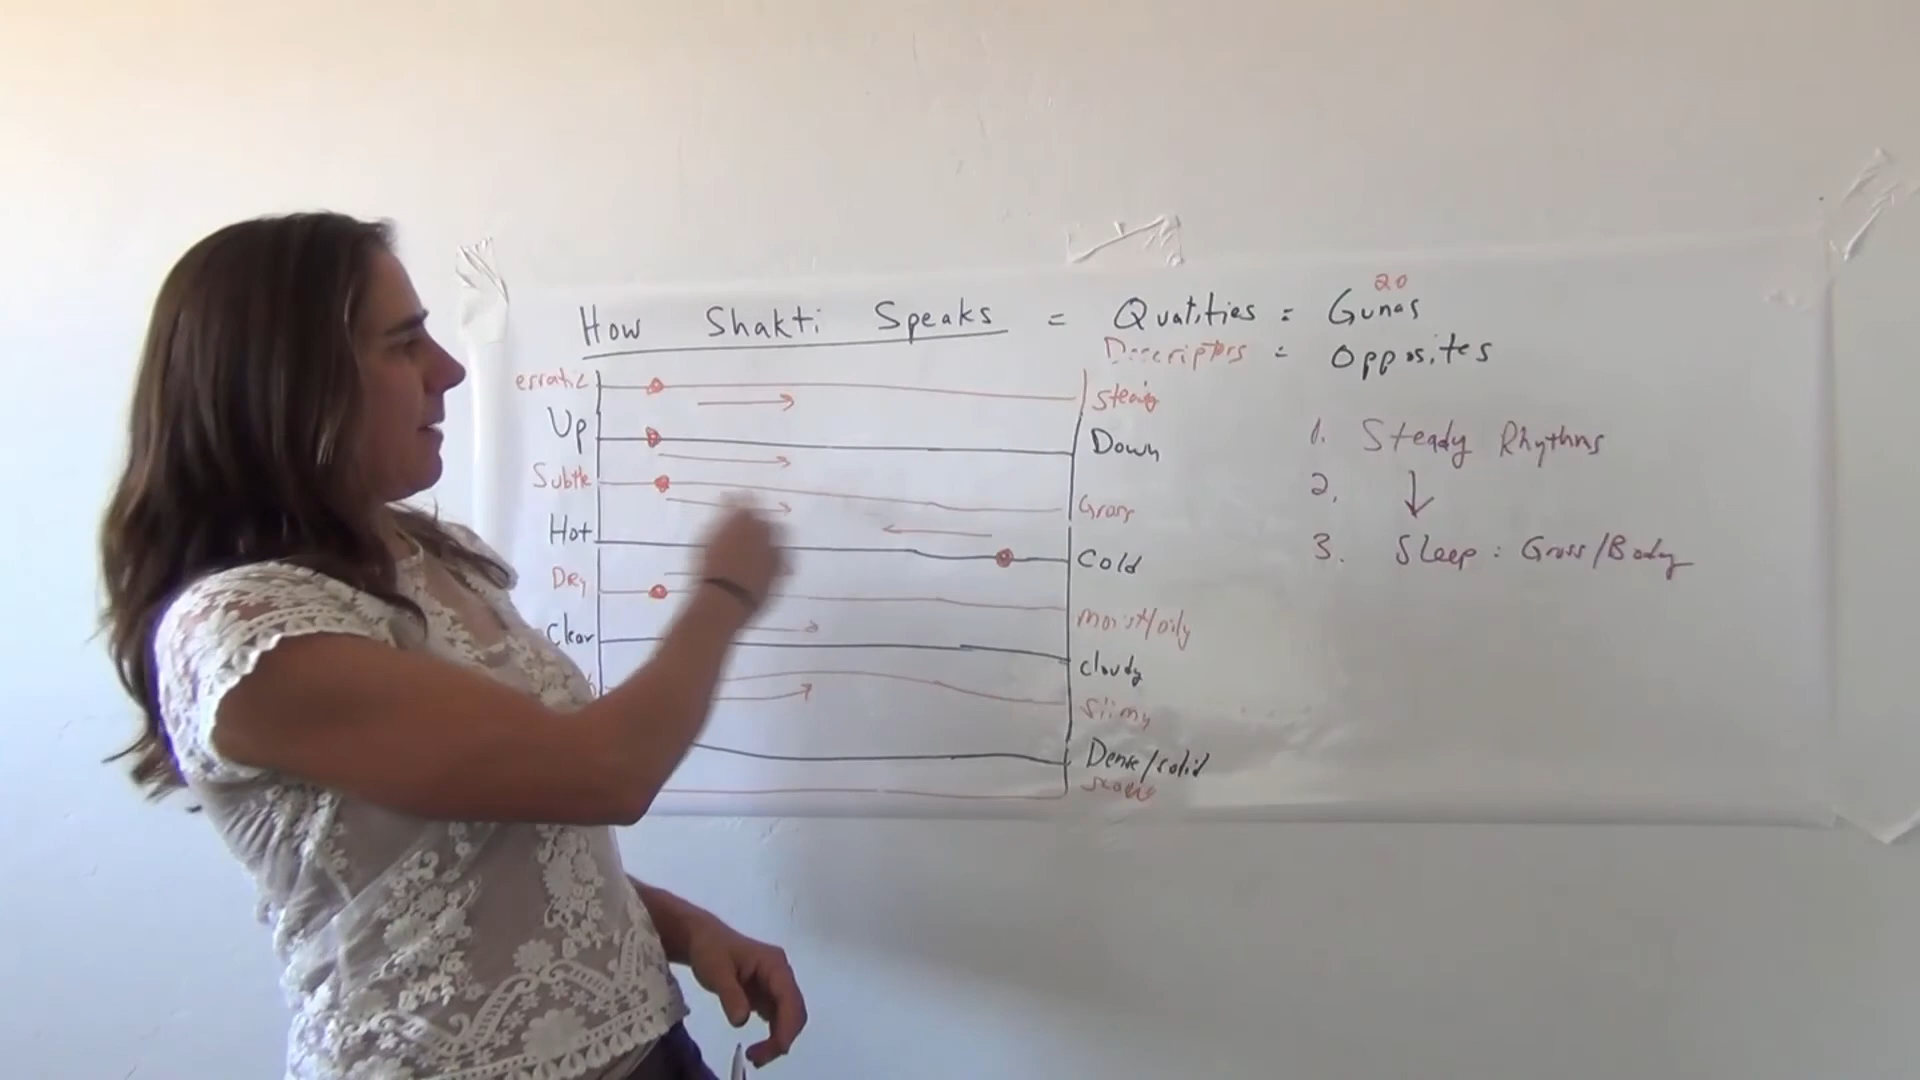 20
How Shakti Speaks = Qualities = Gunas
Descriptors = Opposites
erratic steady
Up Down
Subtle Gross
Hot Cold
Dry moist/oily
Clear cloudy
slimy
Dense/solid
1. Steady Rhythms
2. ↓
3. Sleep: Gross/Body